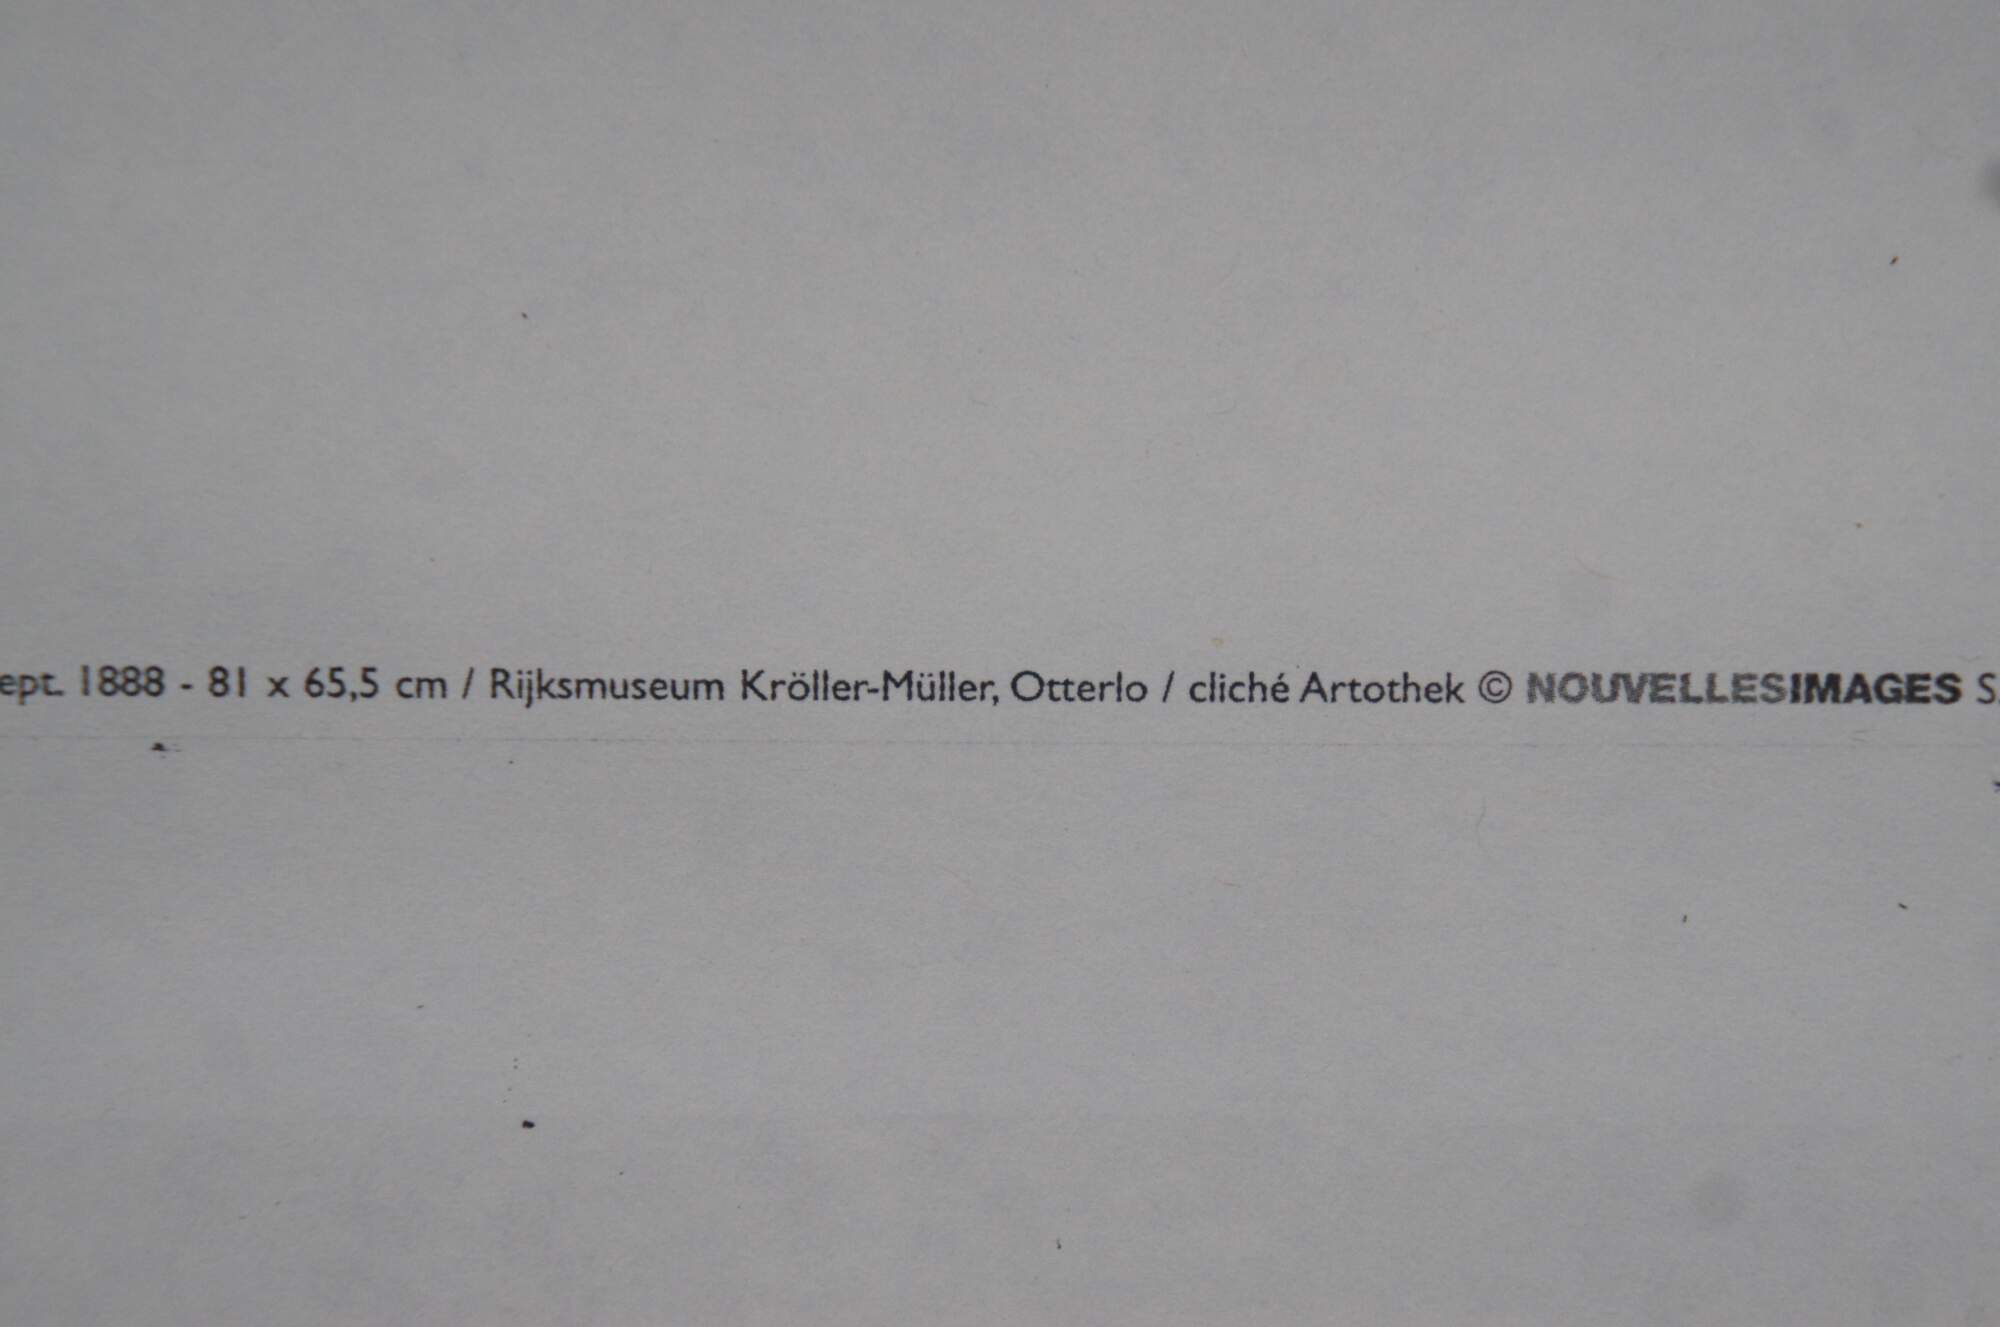 ept. 1888 - 81 x 65,5 cm / Rijksmuseum Kröller-Müller, Otterlo / cliché Artothek © NOUVELLESIMAGES S.